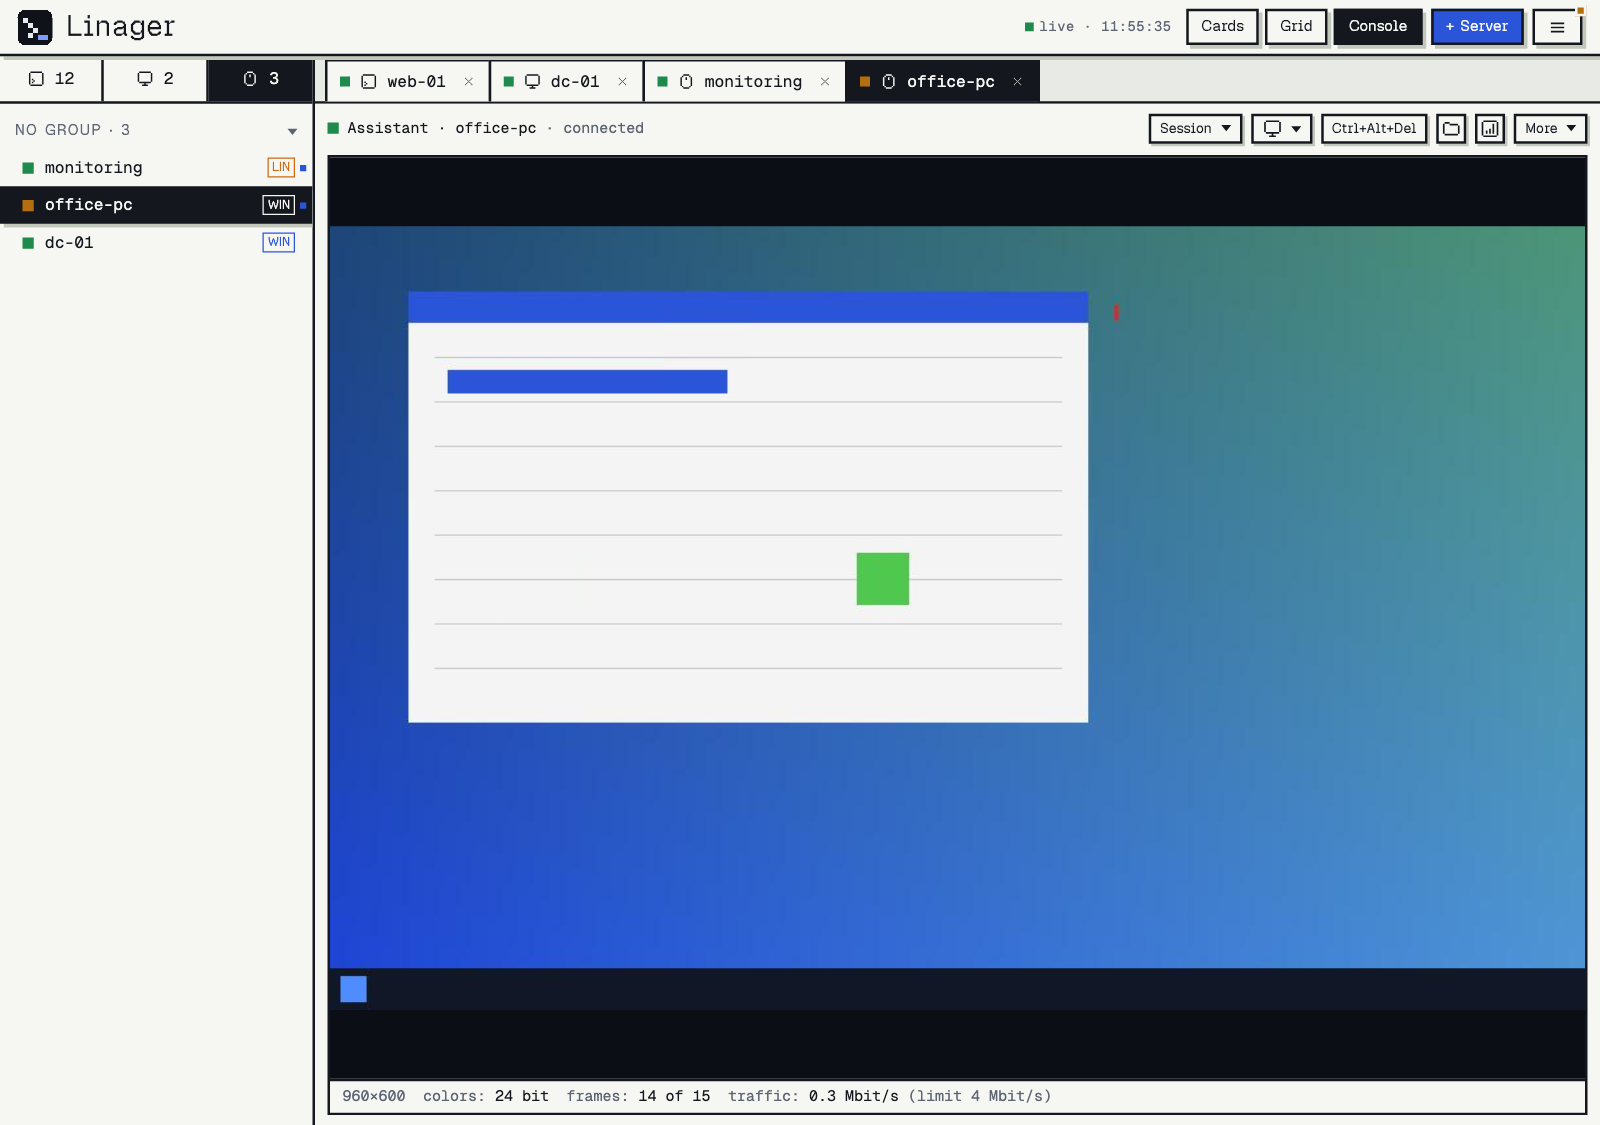 Linager
live · 11:55:35
Cards
Grid
Console
+ Server
12
2
3
web-01
dc-01
monitoring
office-pc
NO GROUP · 3
monitoring
LIN
office-pc
WIN
dc-01
WIN
Assistant · office-pc · connected
Session
Ctrl+Alt+Del
More
960×600 colors: 24 bit frames: 14 of 15 traffic: 0.3 Mbit/s (limit 4 Mbit/s)